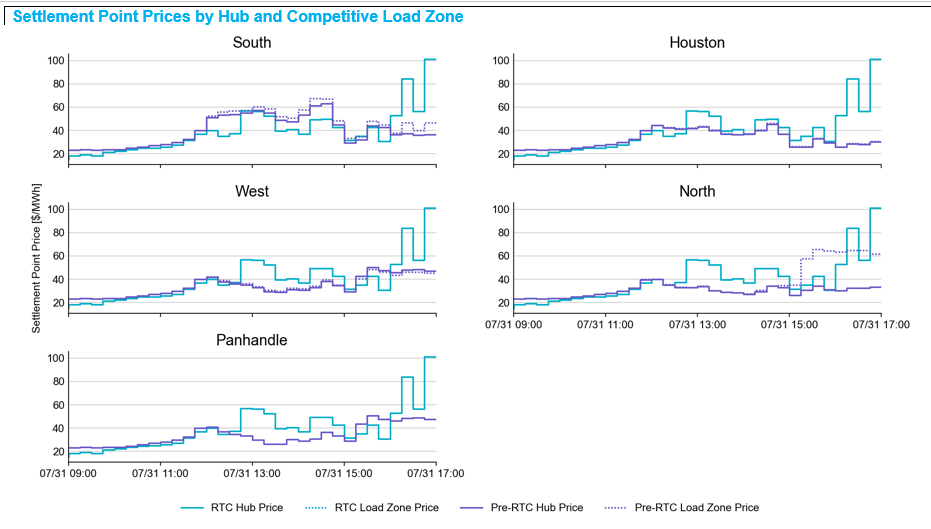 Settlement Point Prices by Hub and Competitive Load Zone
South
Houston
100
80
60
40
20
100
80
60
40
20
West
North
Settlement Point Price [$/MWh]
100
80
60
40
20
100
80
60
40
20
07/31 09:00 07/31 11:00 07/31 13:00 07/31 15:00 07/31 17:00
Panhandle
100
80
60
40
20
07/31 09:00 07/31 11:00 07/31 13:00 07/31 15:00 07/31 17:00
RTC Hub Price RTC Load Zone Price Pre-RTC Hub Price Pre-RTC Load Zone Price